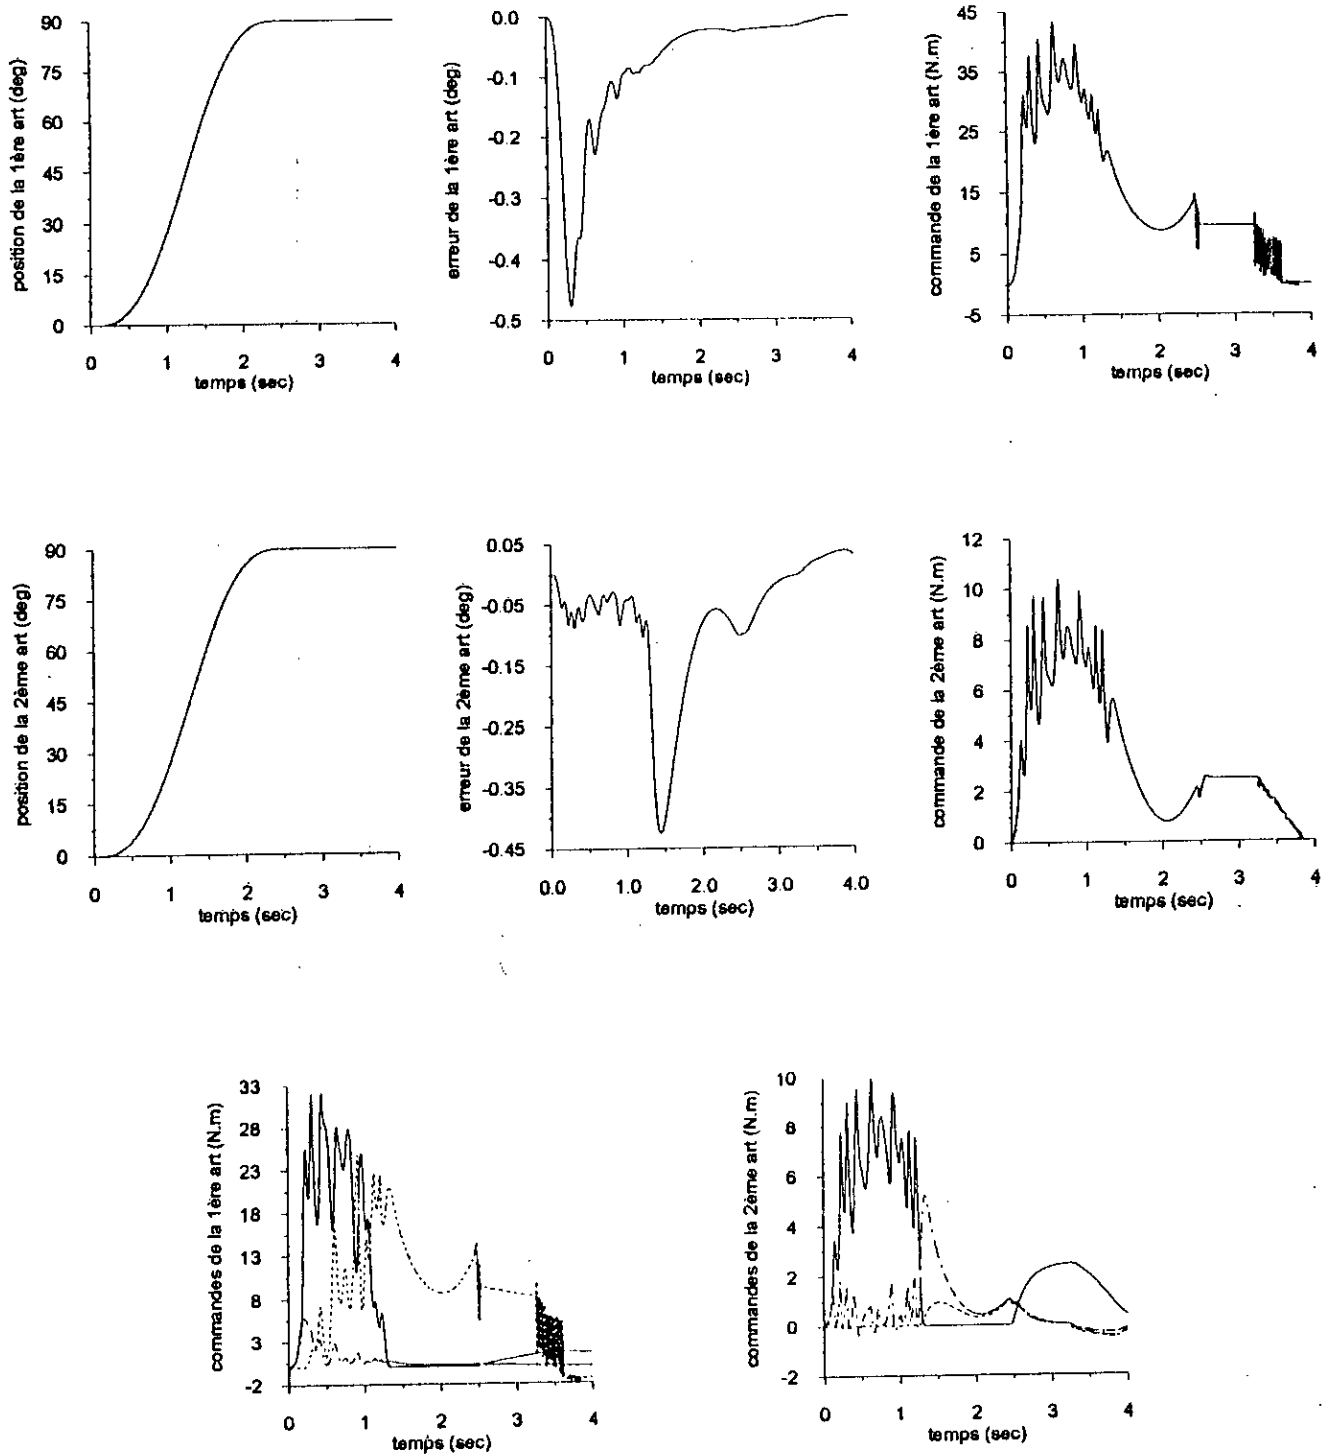 position de la 1ère art (deg)
90
75
60
45
30
15
0
0 1 2 3 4
temps (sec)
erreur de la 1ère art (deg)
0.0
-0.1
-0.2
-0.3
-0.4
-0.5
0 1 2 3 4
temps (sec)
commande de la 1ère art (N.m)
45
35
25
15
5
-5
0 1 2 3 4
temps (sec)
position de la 2ème art (deg)
90
75
60
45
30
15
0
0 1 2 3 4
temps (sec)
erreur de la 2ème art (deg)
0.05
-0.05
-0.15
-0.25
-0.35
-0.45
0.0 1.0 2.0 3.0 4.0
temps (sec)
commande de la 2ème art (N.m)
12
10
8
6
4
2
0
0 1 2 3 4
temps (sec)
commandes de la 1ère art (N.m)
33
28
23
18
13
8
3
-2
0 1 2 3 4
temps (sec)
commandes de la 2ème art (N.m)
10
8
6
4
2
0
-2
0 1 2 3 4
temps (sec)